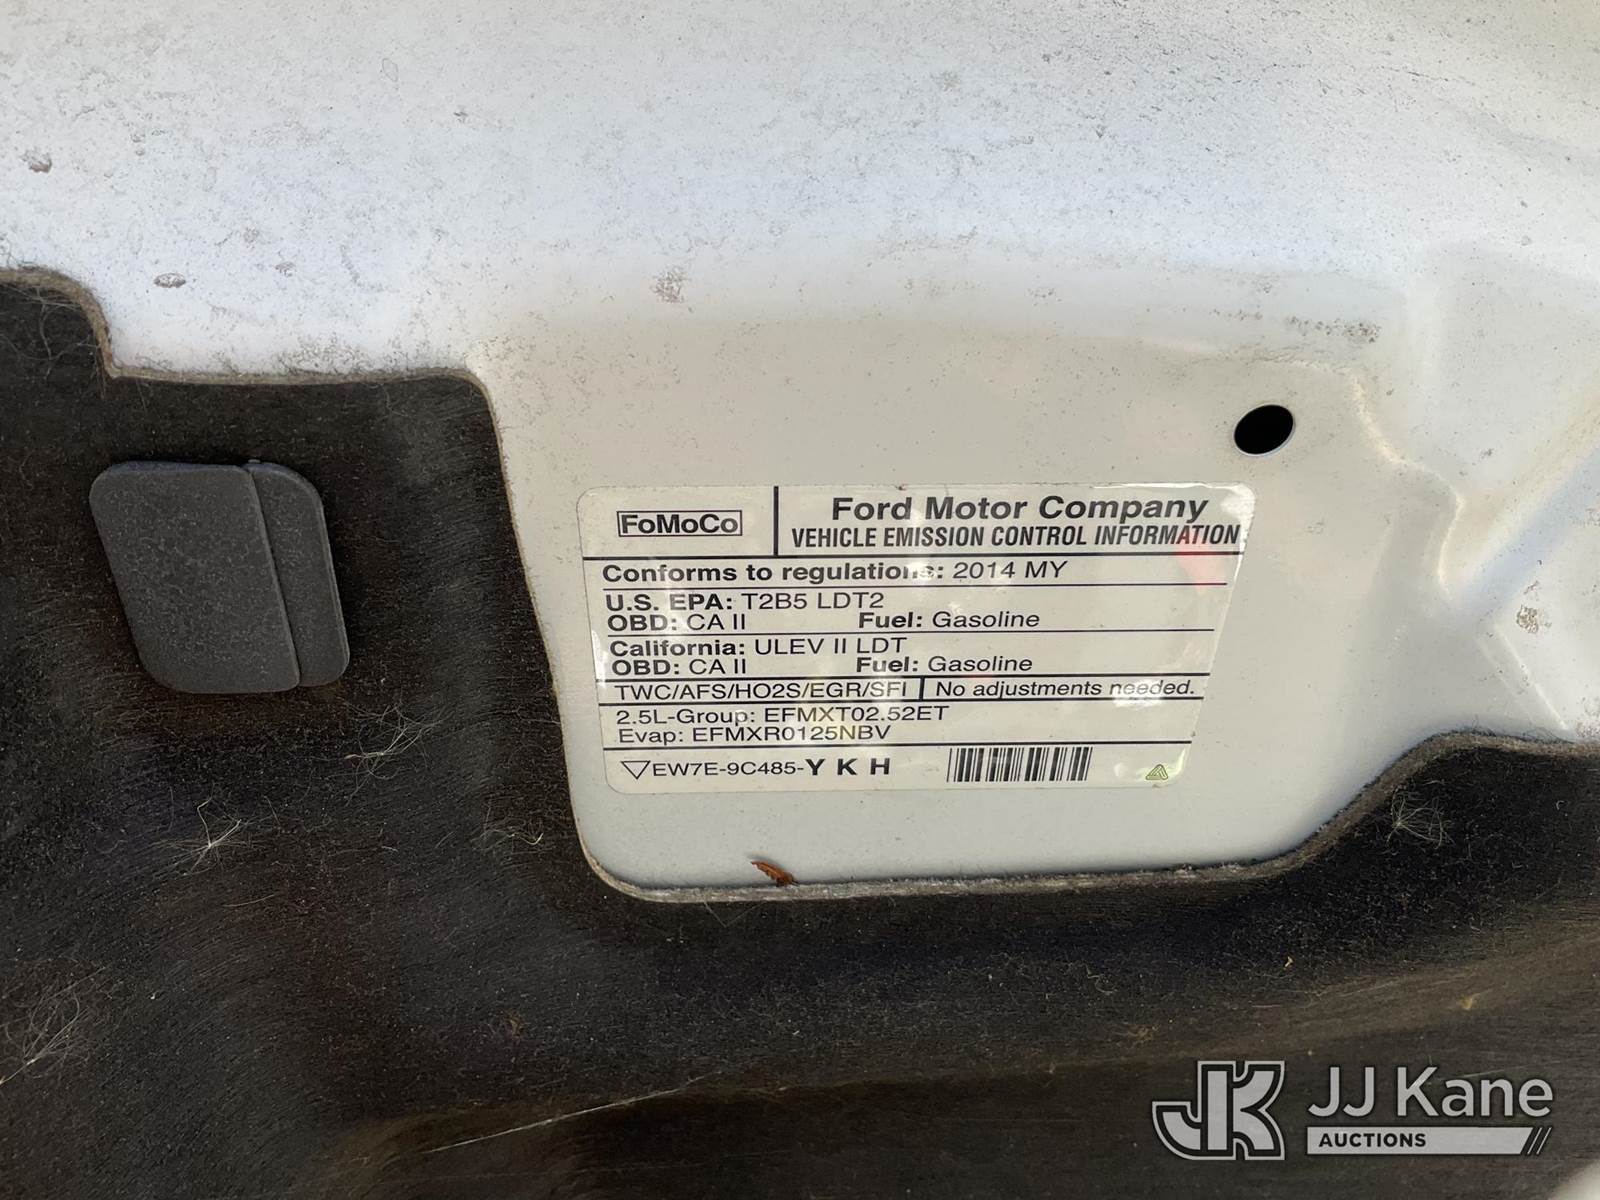 FoMoCo
Ford Motor Company
VEHICLE EMISSION CONTROL INFORMATION
Conforms to regulations: 2014 MY
U.S. EPA: T2B5 LDT2
OBD: CA II Fuel: Gasoline
California: ULEV II LDT
OBD: CA II Fuel: Gasoline
TWC/AFS/HO2S/EGR/SFI No adjustments needed.
2.5L-Group: EFMXT02.52ET
Evap: EFMXR0125NBV
EW7E-9C485-Y K H
JK JJ Kane
AUCTIONS